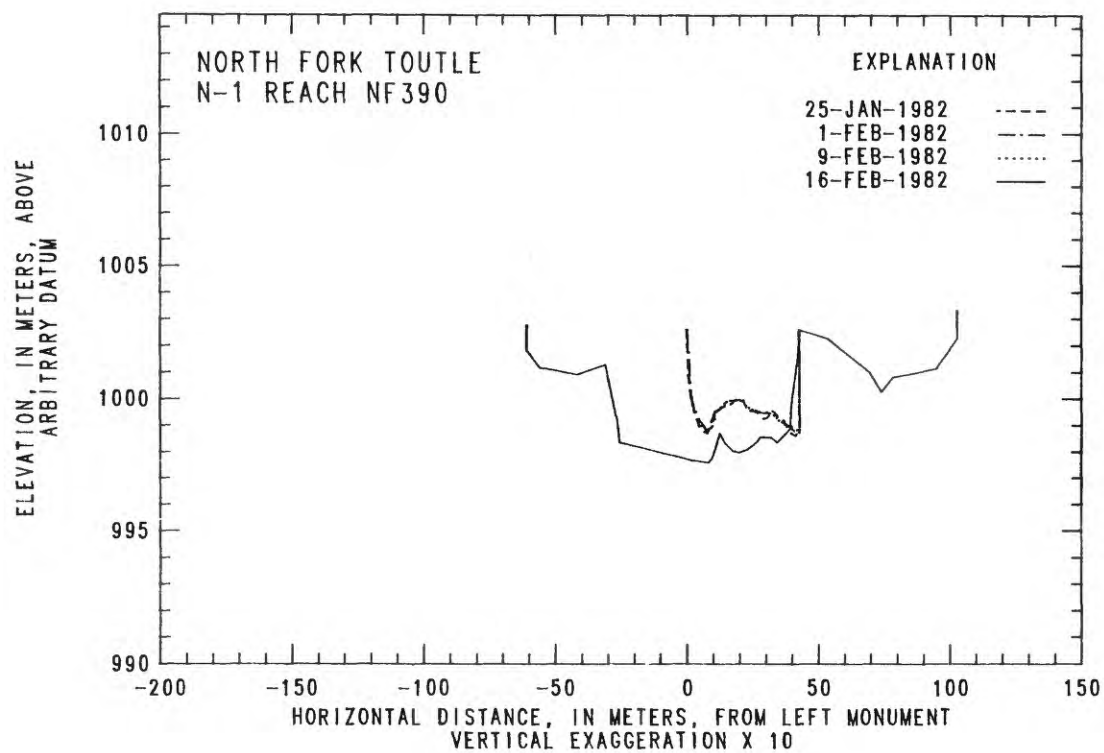 NORTH FORK TOUTLE
N-1 REACH NF390
EXPLANATION
25-JAN-1982
1-FEB-1982
9-FEB-1982
16-FEB-1982
ELEVATION, IN METERS, ABOVE
ARBITRARY DATUM
1010
1005
1000
995
990
-200
-150
-100
-50
0
50
100
150
HORIZONTAL DISTANCE, IN METERS, FROM LEFT MONUMENT
VERTICAL EXAGGERATION X 10